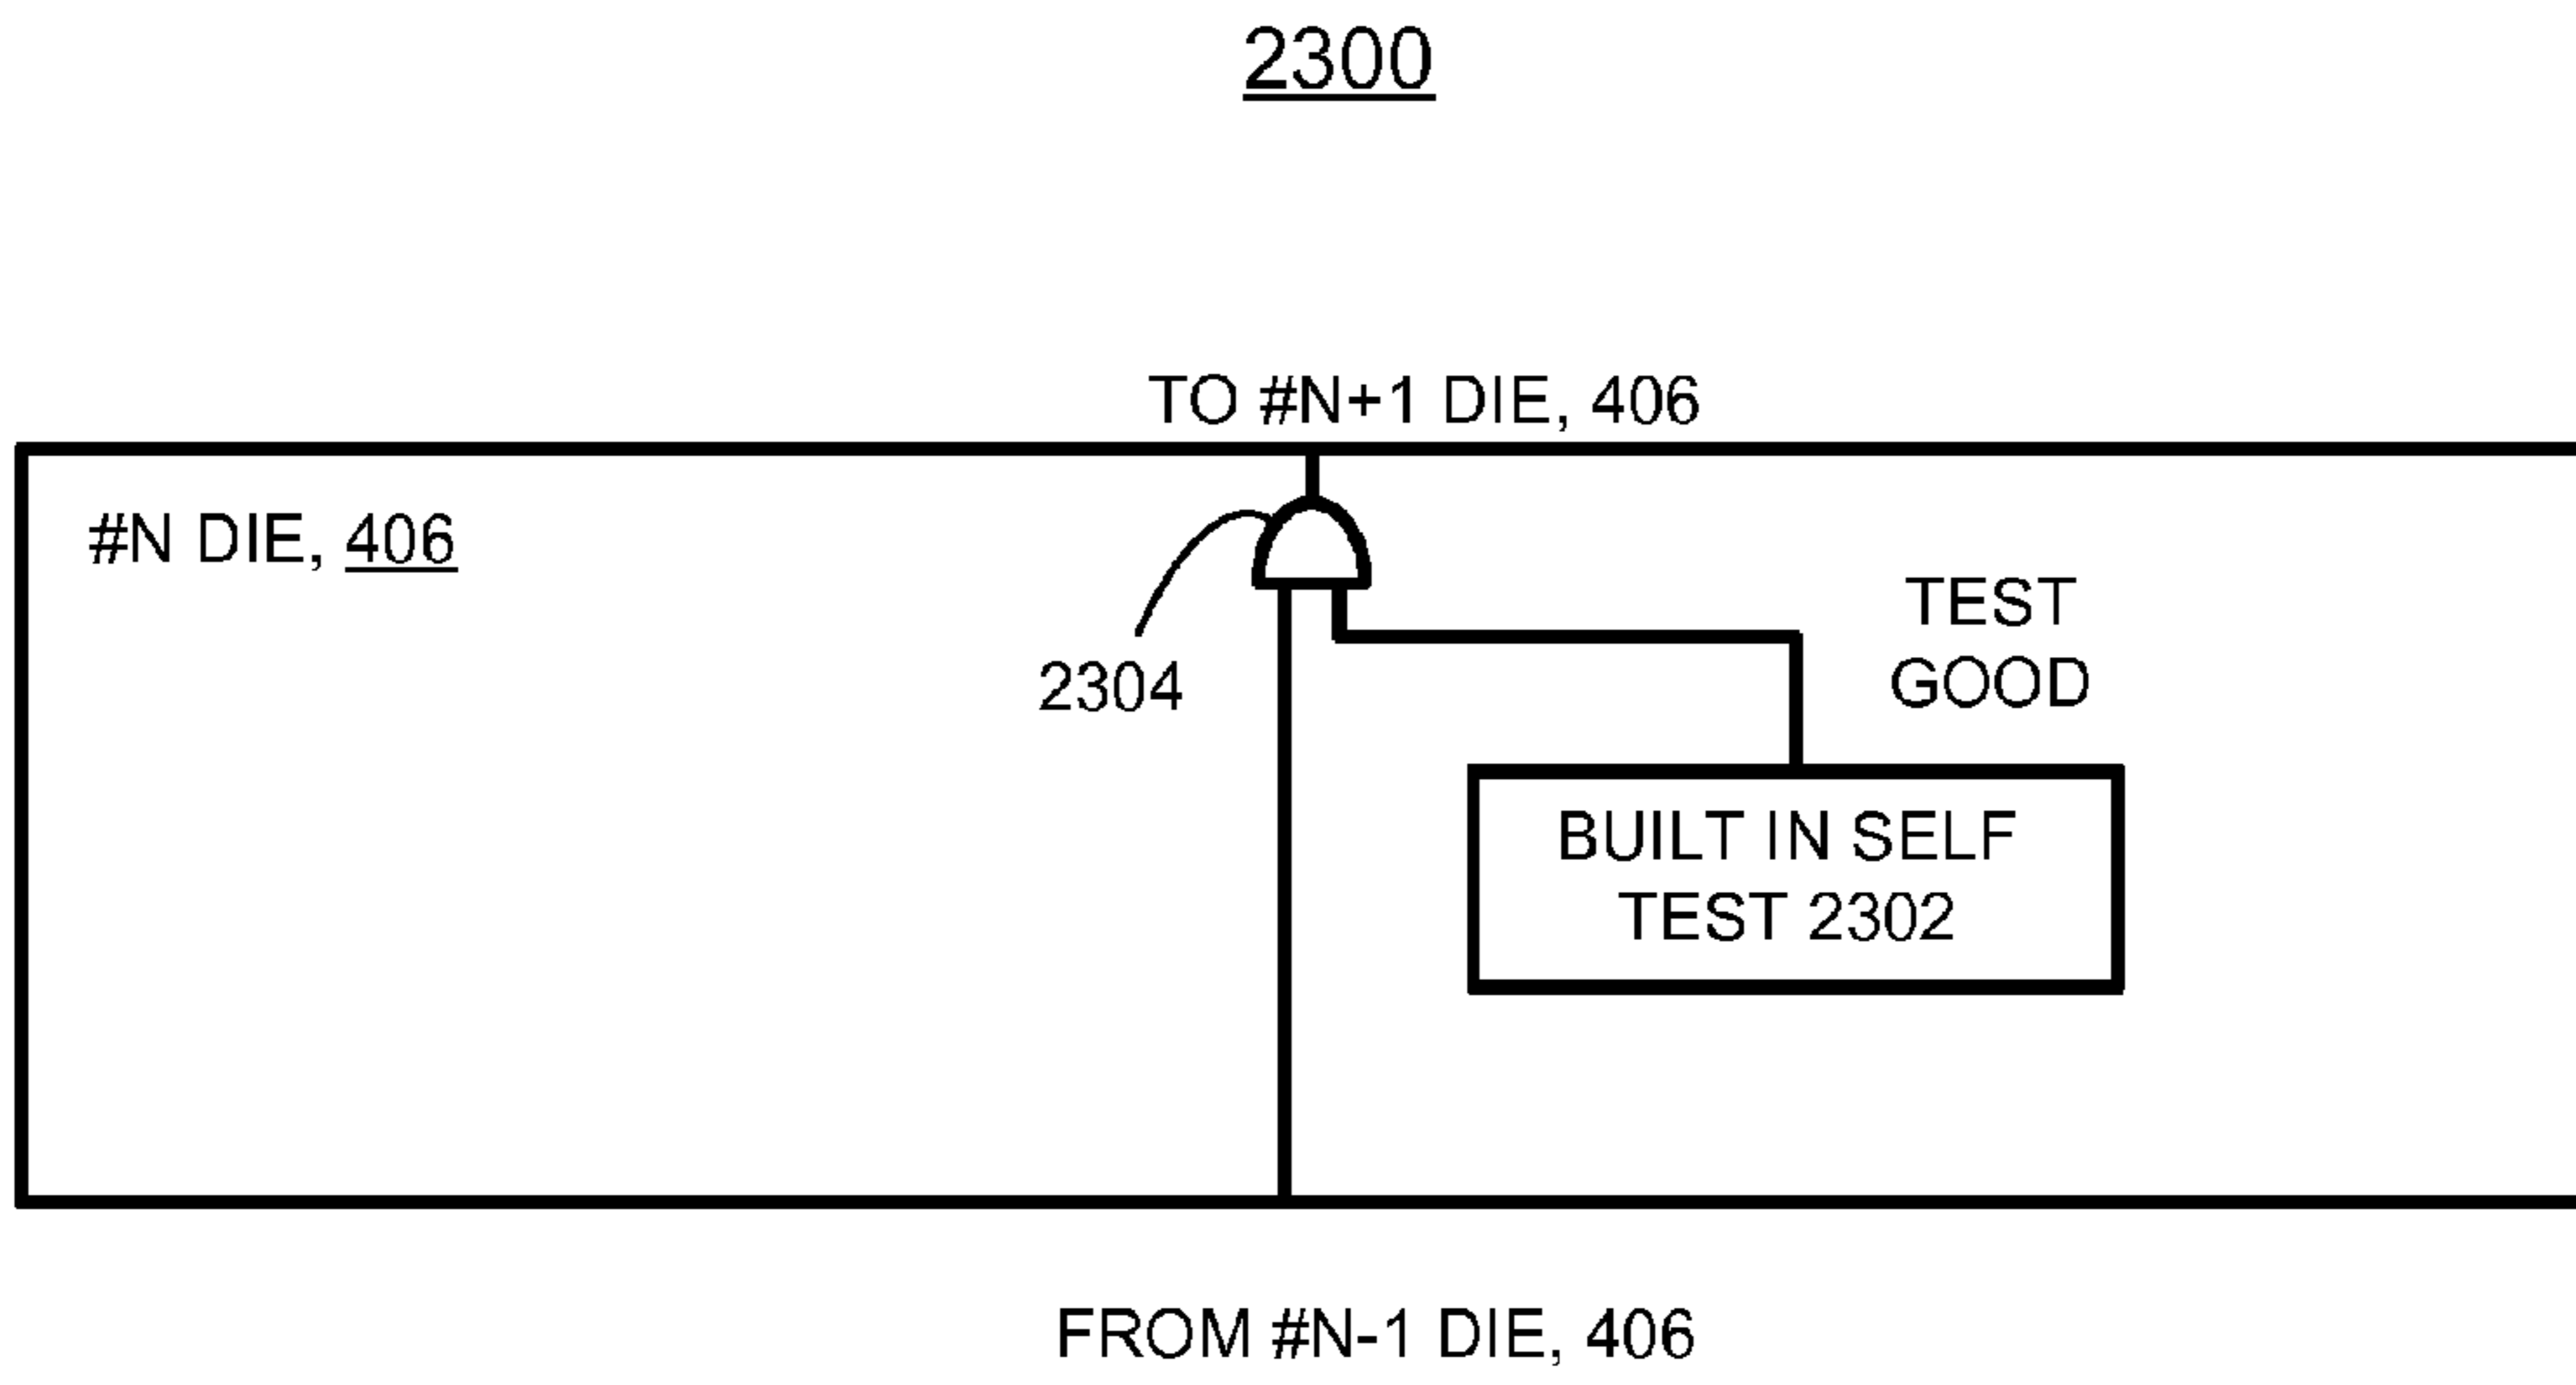 2300
TO #N+1 DIE, 406
#N DIE, 406
2304
TEST
GOOD
BUILT IN SELF
TEST 2302
FROM #N-1 DIE, 406